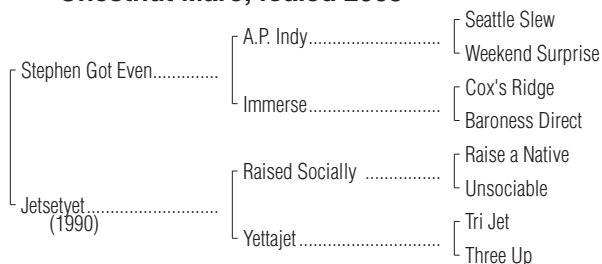 Chestnut Mare; foaled
Seattle Slew
A.P. Indy
Weekend Surprise
Stephen Got Even
Cox's Ridge
Immerse
Baroness Direct
Raise a Native
Raised Socially
Unsociable
Jetsetyet
(1990)
Tri Jet
Yettajet
Three Up